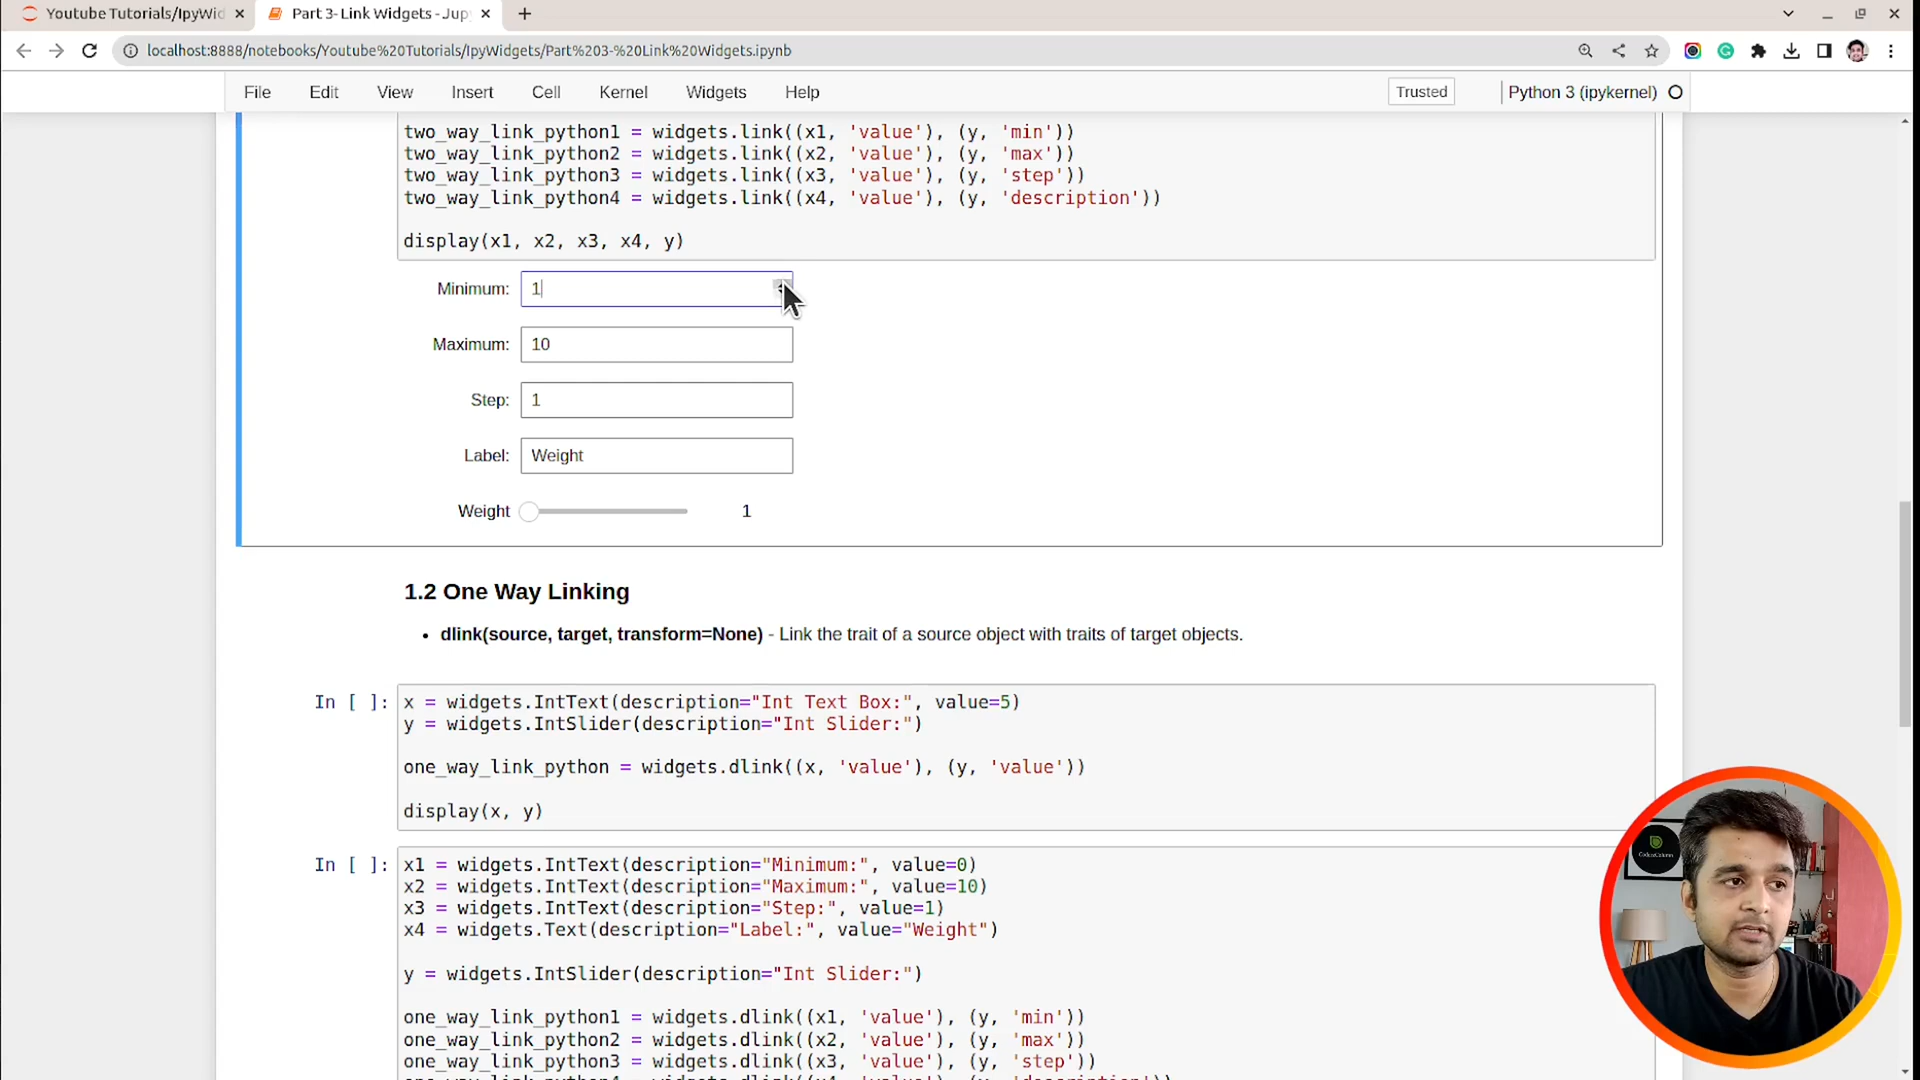 Youtube Tutorials/IpyWid
Part 3- Link Widgets - Jup
localhost:8888/notebooks/Youtube%20Tutorials/IpyWidgets/Part%203-%20Link%20Widgets.ipynb
File Edit View Insert Cell Kernel Widgets Help Trusted Python 3 (ipykernel)
two_way_link_python1 = widgets.link((x1, 'value'), (y, 'min'))
two_way_link_python2 = widgets.link((x2, 'value'), (y, 'max'))
two_way_link_python3 = widgets.link((x3, 'value'), (y, 'step'))
two_way_link_python4 = widgets.link((x4, 'value'), (y, 'description'))
display(x1, x2, x3, x4, y)
Minimum: 1
Maximum: 10
Step: 1
Label: Weight
Weight 1
1.2 One Way Linking
• dlink(source, target, transform=None) - Link the trait of a source object with traits of target objects.
In [ ]: x = widgets.IntText(description="Int Text Box:", value=5)
y = widgets.IntSlider(description="Int Slider:")
one_way_link_python = widgets.dlink((x, 'value'), (y, 'value'))
display(x, y)
In [ ]: x1 = widgets.IntText(description="Minimum:", value=0)
x2 = widgets.IntText(description="Maximum:", value=10)
x3 = widgets.IntText(description="Step:", value=1)
x4 = widgets.Text(description="Label:", value="Weight")
y = widgets.IntSlider(description="Int Slider:")
one_way_link_python1 = widgets.dlink((x1, 'value'), (y, 'min'))
one_way_link_python2 = widgets.dlink((x2, 'value'), (y, 'max'))
one_way_link_python3 = widgets.dlink((x3, 'value'), (y, 'step'))